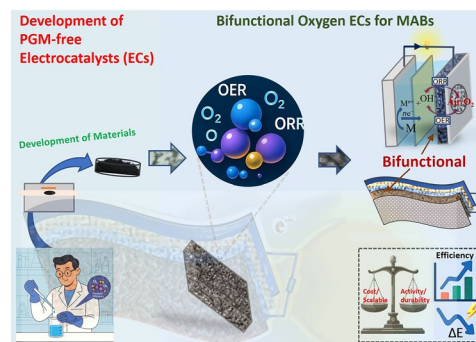 Development of
PGM-free
Electrocatalysts (ECs)
Bifunctional Oxygen ECs for MABs
OER
O₂
O₂
O
ORR
Development of Materials
ORR
OH
Mⁿ⁺ +
ne⁻
M
OER
Bifunctional
e⁻
Cost/
Scalable
Activity/
durability
Efficiency
ΔE